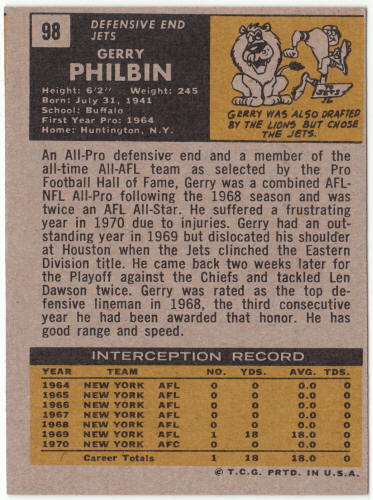 98
DEFENSIVE END
JETS
GERRY
PHILBIN
Height: 6'2" Weight: 245
Born: July 31, 1941
School: Buffalo
First Year Pro: 1964
Home: Huntington, N.Y.
TO
JETS
GERRY WAS ALSO DRAFTED
BY THE LIONS BUT CHOSE
THE JETS.
An All-Pro defensive end and a member of the
all-time All-AFL team as selected by the Pro
Football Hall of Fame, Gerry was a combined AFL-
NFL All-Pro following the 1968 season and was
twice an AFL All-Star. He suffered a frustrating
year in 1970 due to injuries. Gerry had an out-
standing year in 1969 but dislocated his shoulder
at Houston when the Jets clinched the Eastern
Division title. He came back two weeks later for
the Playoff against the Chiefs and tackled Len
Dawson twice. Gerry was rated as the top de-
fensive lineman in 1968, the third consecutive
year he had been awarded that honor. He has
good range and speed.
INTERCEPTION RECORD
YEAR TEAM NO. YDS. AVG. TDS.
1964 NEW YORK AFL 0 0 0.0 0
1965 NEW YORK AFL 0 0 0.0 0
1966 NEW YORK AFL 0 0 0.0 0
1967 NEW YORK AFL 0 0 0.0 0
1968 NEW YORK AFL 0 0 0.0 0
1969 NEW YORK AFL 1 18 18.0 0
1970 NEW YORK AFC 0 0 0.0 0
Career Totals 1 18 18.0 0
© T.C.G. PRTD. IN U.S.A.